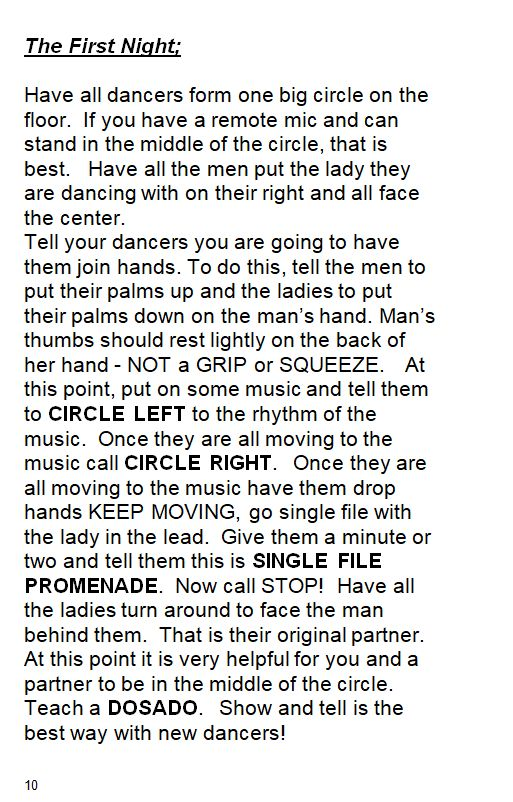 The First Night;
Have all dancers form one big circle on the
floor.  If you have a remote mic and can
stand in the middle of the circle, that is
best.   Have all the men put the lady they
are dancing with on their right and all face
the center.
Tell your dancers you are going to have
them join hands. To do this, tell the men to
put their palms up and the ladies to put
their palms down on the man’s hand. Man’s
thumbs should rest lightly on the back of
her hand - NOT a GRIP or SQUEEZE.   At
this point, put on some music and tell them
to CIRCLE LEFT to the rhythm of the
music.  Once they are all moving to the
music call CIRCLE RIGHT.   Once they are
all moving to the music have them drop
hands KEEP MOVING, go single file with
the lady in the lead.  Give them a minute or
two and tell them this is SINGLE FILE
PROMENADE.  Now call STOP!  Have all
the ladies turn around to face the man
behind them.  That is their original partner.
At this point it is very helpful for you and a
partner to be in the middle of the circle.
Teach a DOSADO.   Show and tell is the
best way with new dancers!
10